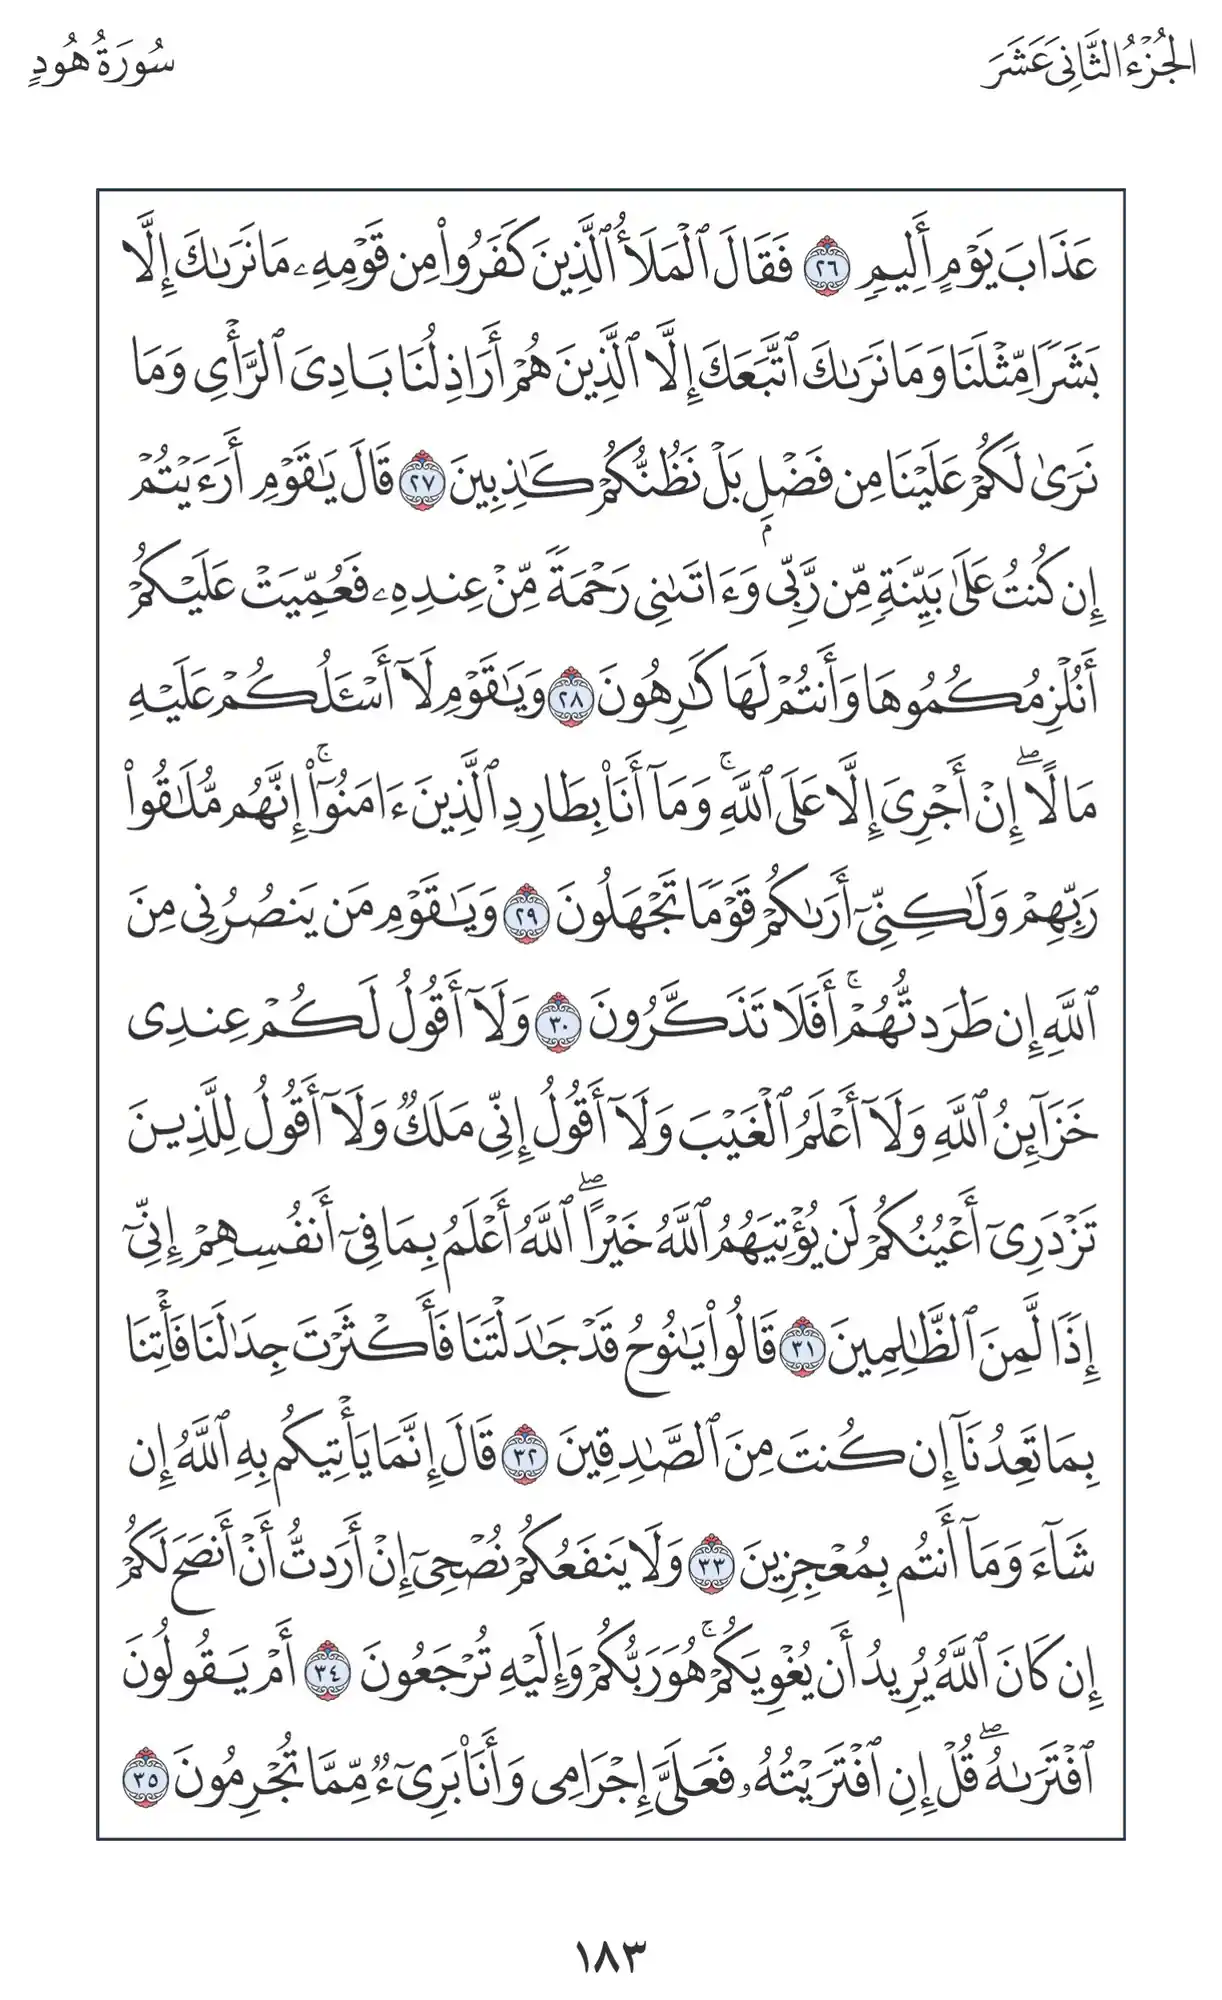 الجُزْءُ الثَّانِي عَشَرَ
سُورَةُ هُودٍ
عَذَابَ يَوْمٍ أَلِيمٖ ٢٦ فَقَالَ ٱلۡمَلَأُ ٱلَّذِينَ كَفَرُواْ مِن قَوۡمِهِۦ مَا نَرَىٰكَ إِلَّا
بَشَرٗا مِّثۡلَنَا وَمَا نَرَىٰكَ ٱتَّبَعَكَ إِلَّا ٱلَّذِينَ هُمۡ أَرَاذِلُنَا بَادِيَ ٱلرَّأۡيِ وَمَا
نَرَىٰ لَكُمۡ عَلَيۡنَا مِن فَضۡلِۭ بَلۡ نَظُنُّكُمۡ كَٰذِبِينَ ٢٧ قَالَ يَٰقَوۡمِ أَرَءَيۡتُمۡ
إِن كُنتُ عَلَىٰ بَيِّنَةٖ مِّن رَّبِّي وَءَاتَىٰنِي رَحۡمَةٗ مِّنۡ عِندِهِۦ فَعُمِّيَتۡ عَلَيۡكُمۡ
أَنُلۡزِمُكُمُوهَا وَأَنتُمۡ لَهَا كَٰرِهُونَ ٢٨ وَيَٰقَوۡمِ لَآ أَسۡـَٔلُكُمۡ عَلَيۡهِ
مَالًاۖ إِنۡ أَجۡرِيَ إِلَّا عَلَى ٱللَّهِۚ وَمَآ أَنَا۠ بِطَارِدِ ٱلَّذِينَ ءَامَنُوٓاْۚ إِنَّهُم مُّلَٰقُواْ
رَبِّهِمۡ وَلَٰكِنِّيٓ أَرَىٰكُمۡ قَوۡمٗا تَجۡهَلُونَ ٢٩ وَيَٰقَوۡمِ مَن يَنصُرُنِي مِنَ
ٱللَّهِ إِن طَرَدتُّهُمۡۚ أَفَلَا تَذَكَّرُونَ ٣٠ وَلَآ أَقُولُ لَكُمۡ عِندِي
خَزَآئِنُ ٱللَّهِ وَلَآ أَعۡلَمُ ٱلۡغَيۡبَ وَلَآ أَقُولُ إِنِّي مَلَكٞ وَلَآ أَقُولُ لِلَّذِينَ
تَزۡدَرِيٓ أَعۡيُنُكُمۡ لَن يُؤۡتِيَهُمُ ٱللَّهُ خَيۡرًاۖ ٱللَّهُ أَعۡلَمُ بِمَا فِيٓ أَنفُسِهِمۡ إِنِّيٓ
إِذٗا لَّمِنَ ٱلظَّٰلِمِينَ ٣١ قَالُواْ يَٰنُوحُ قَدۡ جَٰدَلۡتَنَا فَأَكۡثَرۡتَ جِدَٰلَنَا فَأۡتِنَا
بِمَا تَعِدُنَآ إِن كُنتَ مِنَ ٱلصَّٰدِقِينَ ٣٢ قَالَ إِنَّمَا يَأۡتِيكُم بِهِ ٱللَّهُ إِن
شَآءَ وَمَآ أَنتُم بِمُعۡجِزِينَ ٣٣ وَلَا يَنفَعُكُمۡ نُصۡحِيٓ إِنۡ أَرَدتُّ أَنۡ أَنصَحَ لَكُمۡ
إِن كَانَ ٱللَّهُ يُرِيدُ أَن يُغۡوِيَكُمۡۚ هُوَ رَبُّكُمۡ وَإِلَيۡهِ تُرۡجَعُونَ ٣٤ أَمۡ يَقُولُونَ
ٱفۡتَرَىٰهُۖ قُلۡ إِنِ ٱفۡتَرَيۡتُهُۥ فَعَلَيَّ إِجۡرَامِي وَأَنَا۠ بَرِيٓءٞ مِّمَّا تُجۡرِمُونَ ٣٥
١٨٣